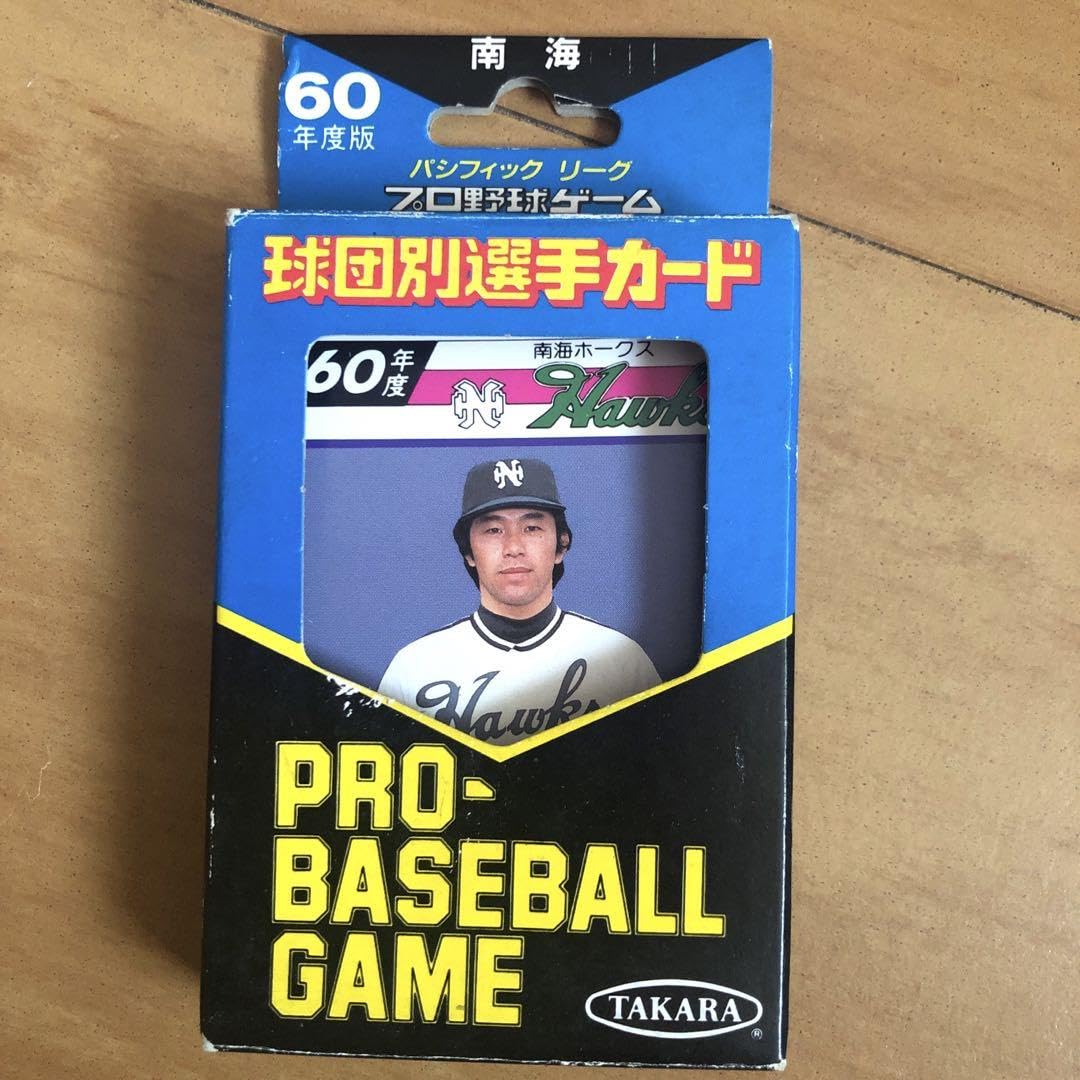 南海
60
年度版
パシフィック リーグ
プロ野球ゲーム
球団別選手カード
60年度
南海ホークス
N
Hawks
N
Hawks
PRO-
BASEBALL
GAME
TAKARA
®